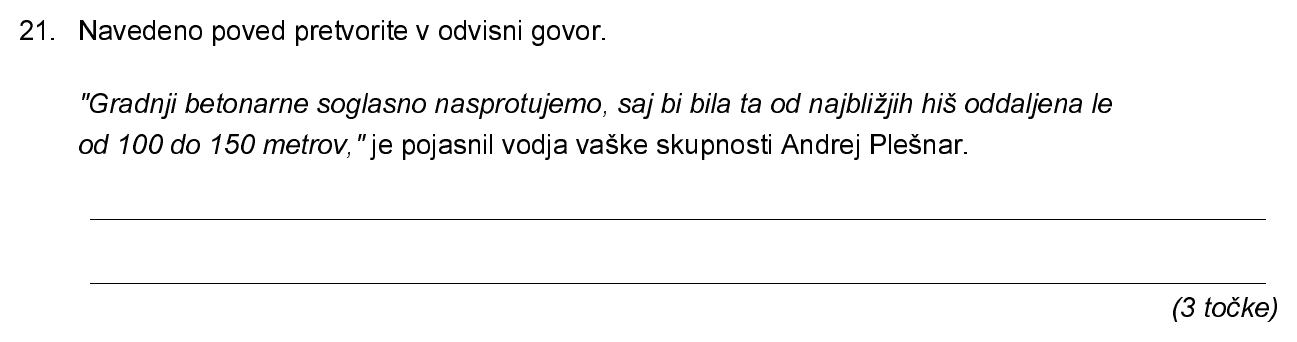 21. Navedeno poved pretvorite v odvisni govor.
"Gradnji betonarne soglasno nasprotujemo, saj bi bila ta od najbližjih hiš oddaljena le
od 100 do 150 metrov," je pojasnil vodja vaške skupnosti Andrej Plešnar.
(3 točke)